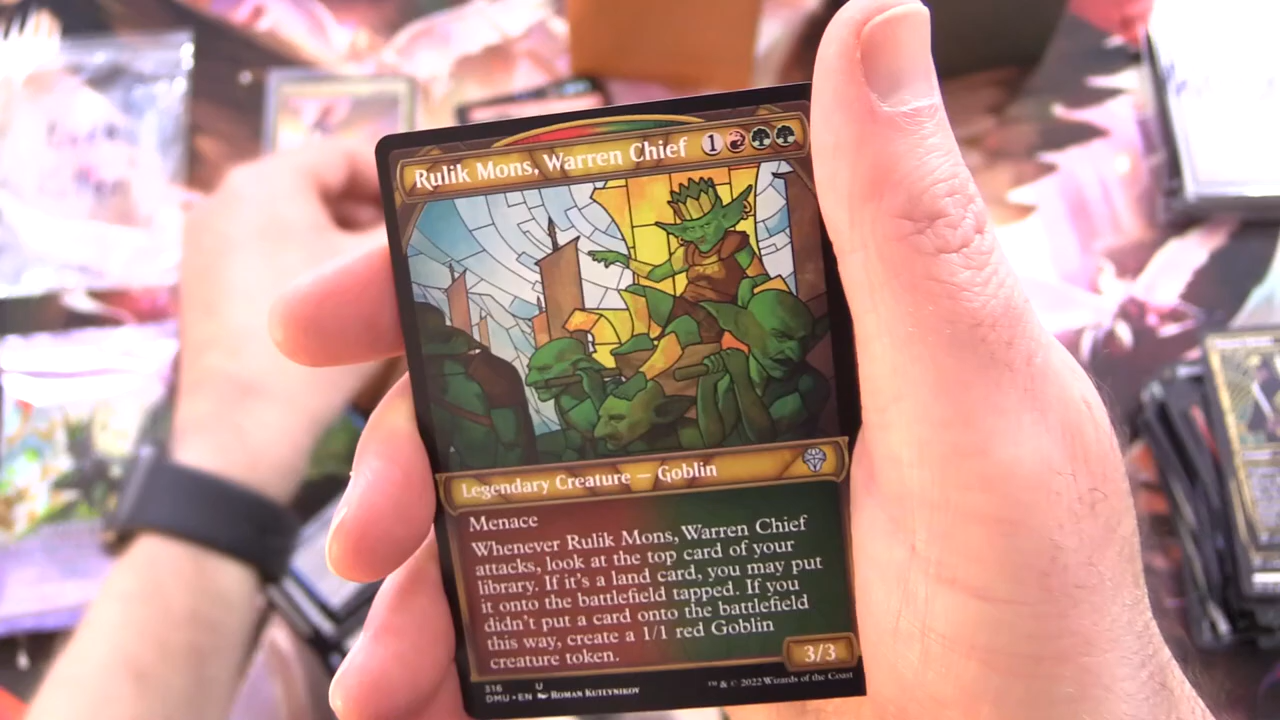 Rulik Mons, Warren Chief 1
Legendary Creature — Goblin
Menace
Whenever Rulik Mons, Warren Chief
attacks, look at the top card of your
library. If it's a land card, you may put
it onto the battlefield tapped. If you
didn't put a card onto the battlefield
this way, create a 1/1 red Goblin
creature token.
3/3
316 U
DMU • EN Roman Kuteynikov
™ & © 2022 Wizards of the Coast